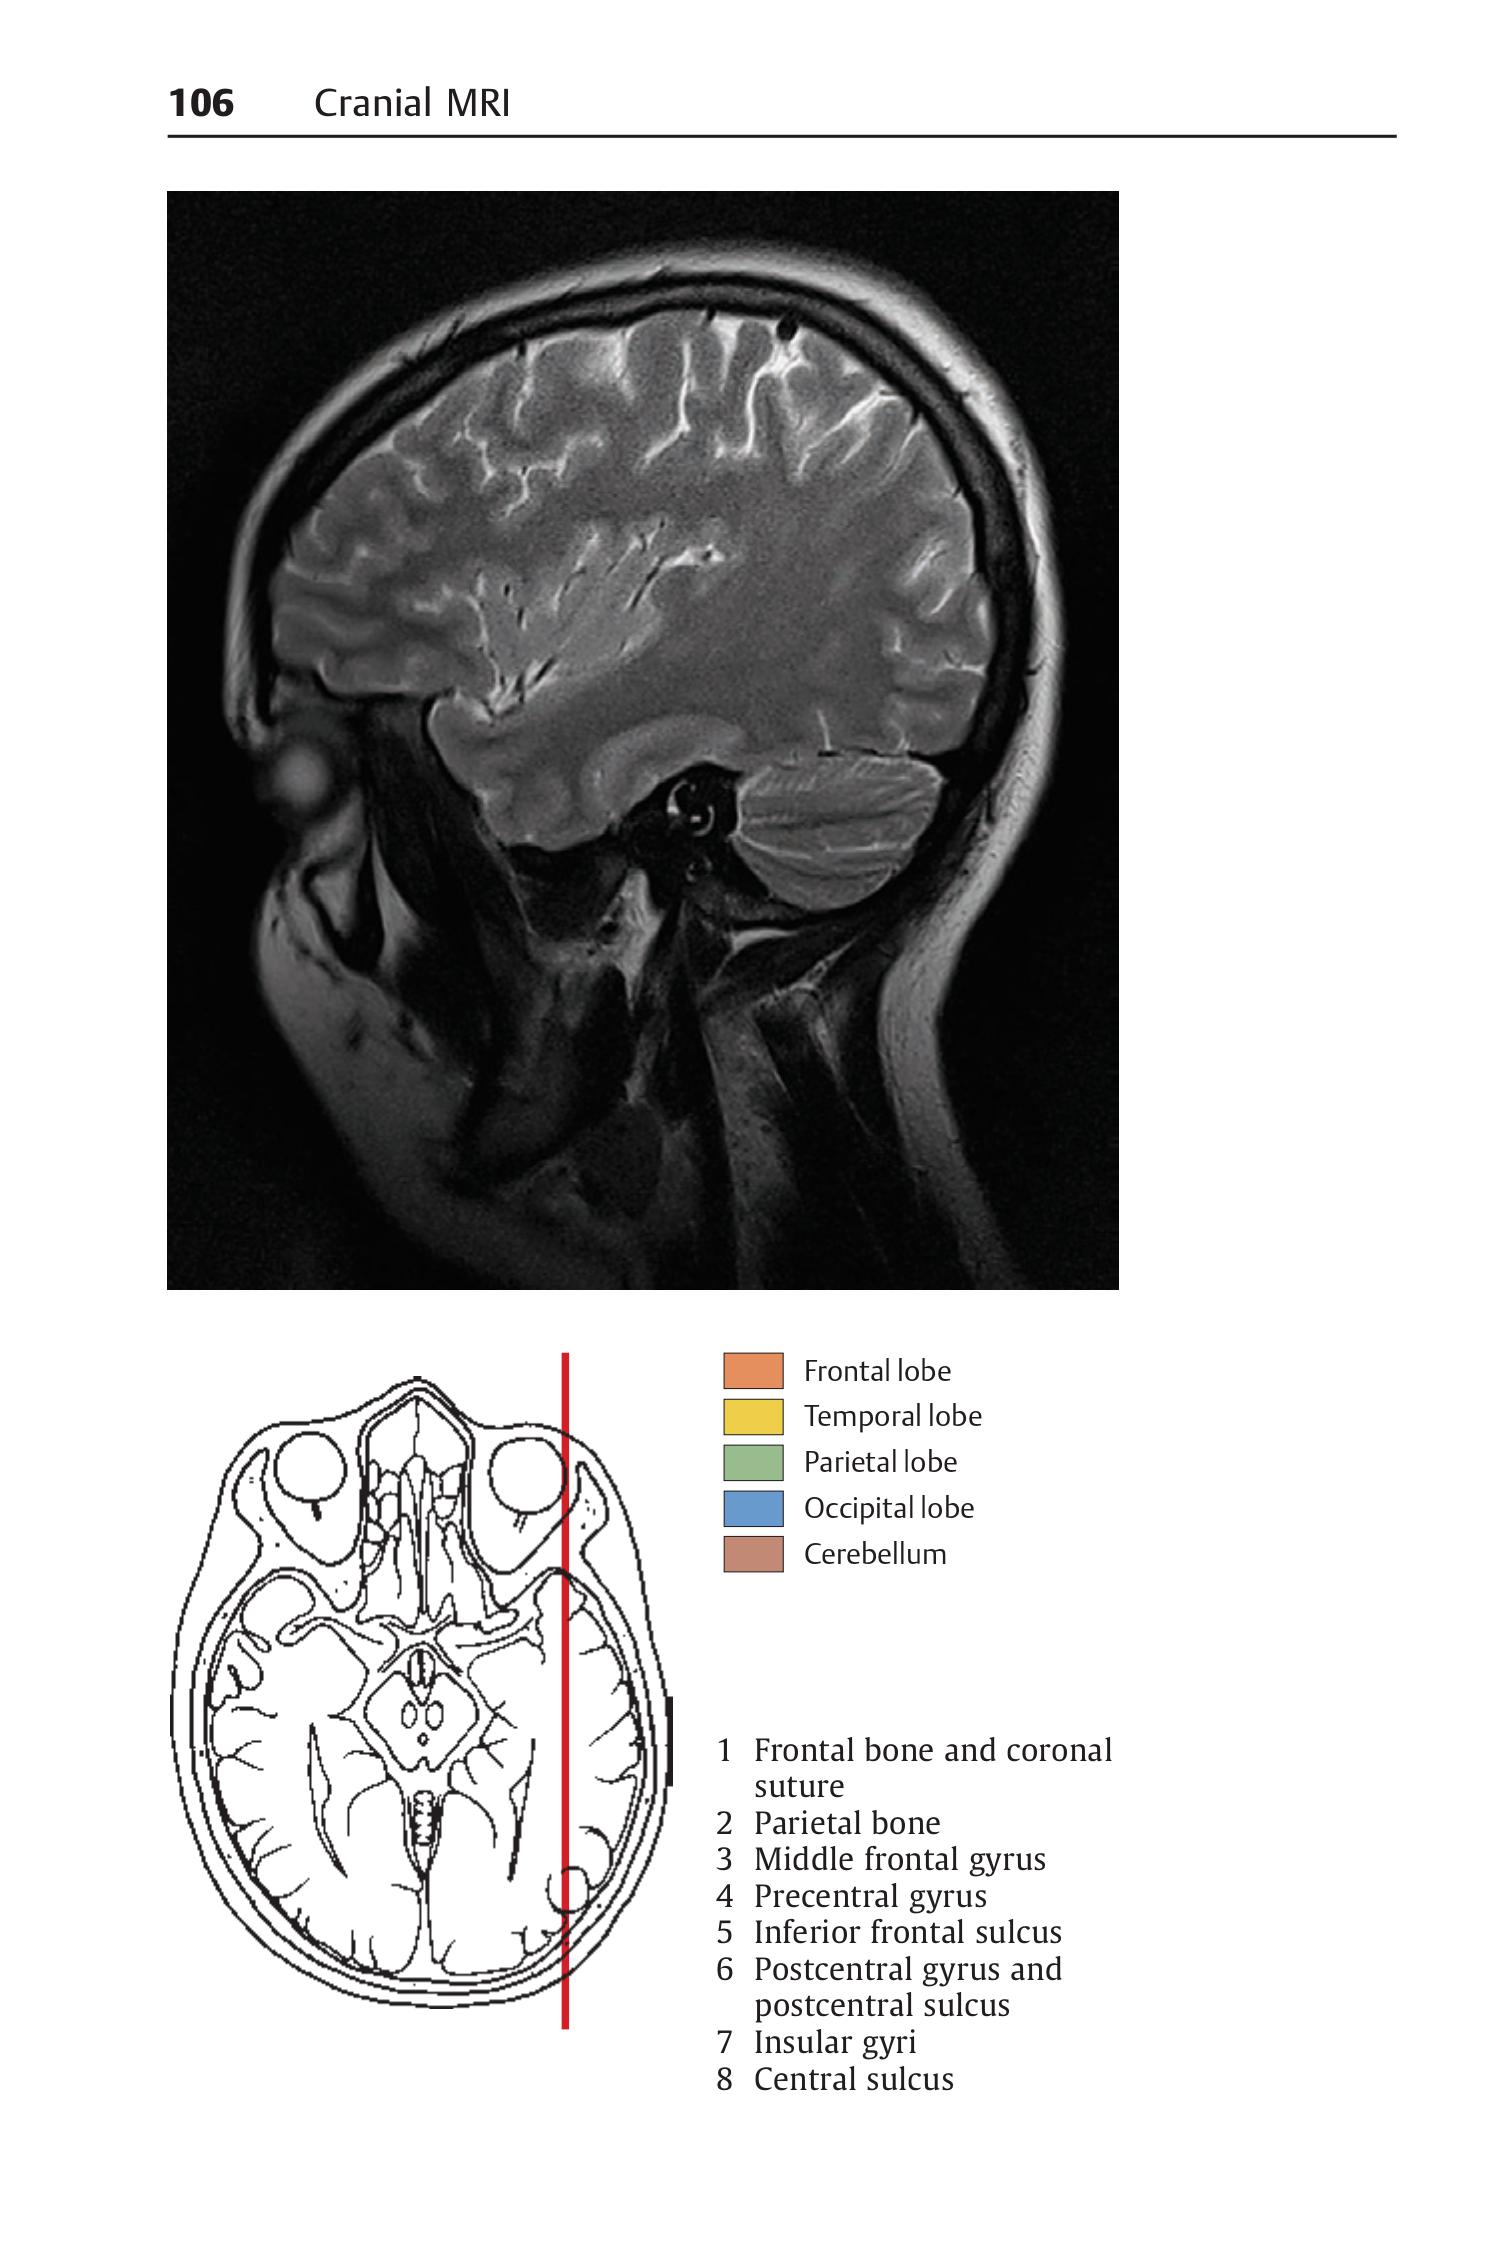 106 Cranial MRI
Frontal lobe
Temporal lobe
Parietal lobe
Occipital lobe
Cerebellum
1 Frontal bone and coronal
suture
2 Parietal bone
3 Middle frontal gyrus
4 Precentral gyrus
5 Inferior frontal sulcus
6 Postcentral gyrus and
postcentral sulcus
7 Insular gyri
8 Central sulcus